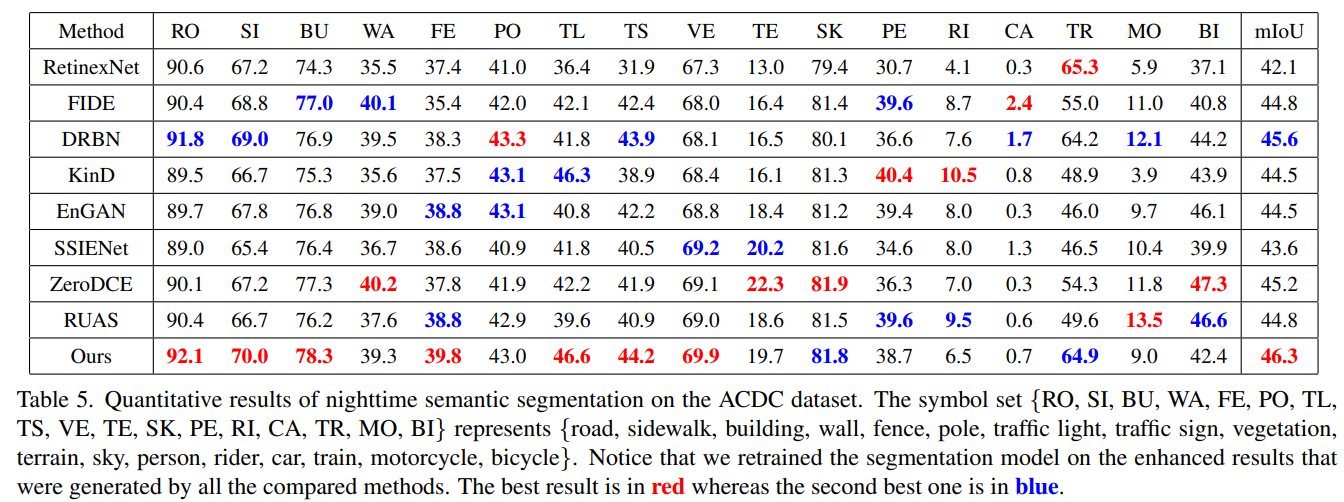 Method RO SI BU WA FE PO TL TS VE TE SK PE RI CA TR MO BI mIoU
RetinexNet 90.6 67.2 74.3 35.5 37.4 41.0 36.4 31.9 67.3 13.0 79.4 30.7 4.1 0.3 65.3 5.9 37.1 42.1
FIDE 90.4 68.8 77.0 40.1 35.4 42.0 42.1 42.4 68.0 16.4 81.4 39.6 8.7 2.4 55.0 11.0 40.8 44.8
DRBN 91.8 69.0 76.9 39.5 38.3 43.3 41.8 43.9 68.1 16.5 80.1 36.6 7.6 1.7 64.2 12.1 44.2 45.6
KinD 89.5 66.7 75.3 35.6 37.5 43.1 46.3 38.9 68.4 16.1 81.3 40.4 10.5 0.8 48.9 3.9 43.9 44.5
EnGAN 89.7 67.8 76.8 39.0 38.8 43.1 40.8 42.2 68.8 18.4 81.2 39.4 8.0 0.3 46.0 9.7 46.1 44.5
SSIENet 89.0 65.4 76.4 36.7 38.6 40.9 41.8 40.5 69.2 20.2 81.6 34.6 8.0 1.3 46.5 10.4 39.9 43.6
ZeroDCE 90.1 67.2 77.3 40.2 37.8 41.9 42.2 41.9 69.1 22.3 81.9 36.3 7.0 0.3 54.3 11.8 47.3 45.2
RUAS 90.4 66.7 76.2 37.6 38.8 42.9 39.6 40.9 69.0 18.6 81.5 39.6 9.5 0.6 49.6 13.5 46.6 44.8
Ours 92.1 70.0 78.3 39.3 39.8 43.0 46.6 44.2 69.9 19.7 81.8 38.7 6.5 0.7 64.9 9.0 42.4 46.3
Table 5. Quantitative results of nighttime semantic segmentation on the ACDC dataset. The symbol set {RO, SI, BU, WA, FE, PO, TL,
TS, VE, TE, SK, PE, RI, CA, TR, MO, BI} represents {road, sidewalk, building, wall, fence, pole, traffic light, traffic sign, vegetation,
terrain, sky, person, rider, car, train, motorcycle, bicycle}. Notice that we retrained the segmentation model on the enhanced results that
were generated by all the compared methods. The best result is in red whereas the second best one is in blue.